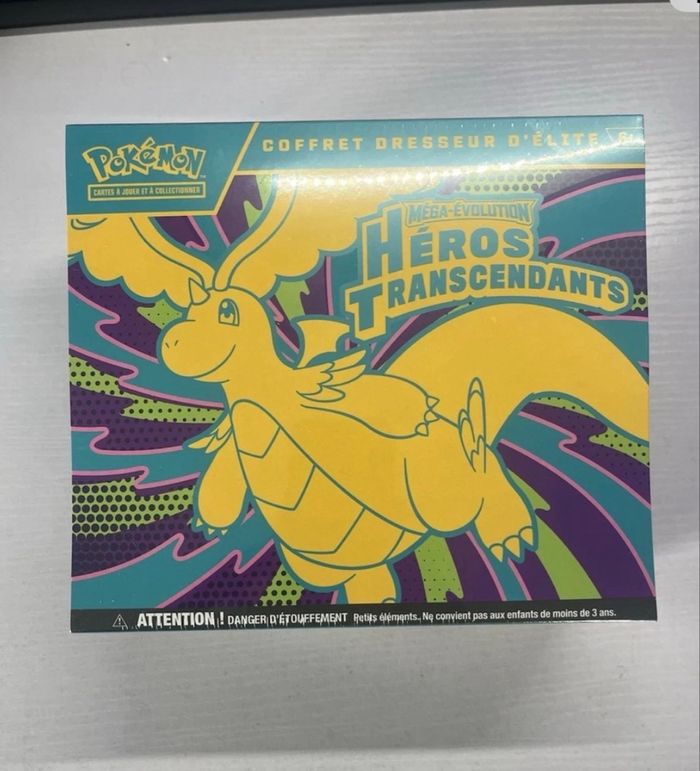 POKÉMON
CARTES À JOUER ET À COLLECTIONNER
COFFRET DRESSEUR D'ÉLITE 6+
MÉGA-ÉVOLUTION
HÉROS
TRANSCENDANTS
ATTENTION ! DANGER D'ÉTOUFFEMENT Petits éléments. Ne convient pas aux enfants de moins de 3 ans.